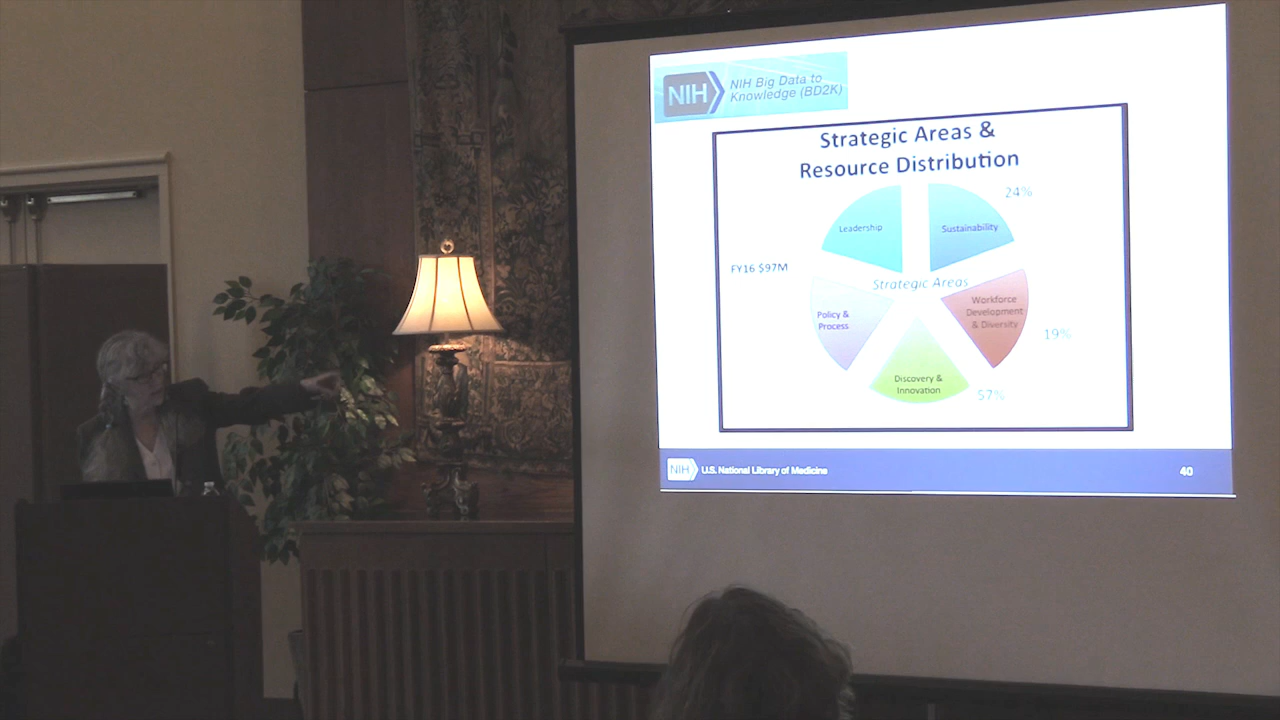 NIH
NIH Big Data to
Knowledge (BD2K)
Strategic Areas &
Resource Distribution
24%
Leadership
Sustainability
FY16 $97M
Strategic Areas
Workforce
Development
& Diversity
Policy &
Process
19%
Discovery &
Innovation
57%
NIH
U.S. National Library of Medicine
40